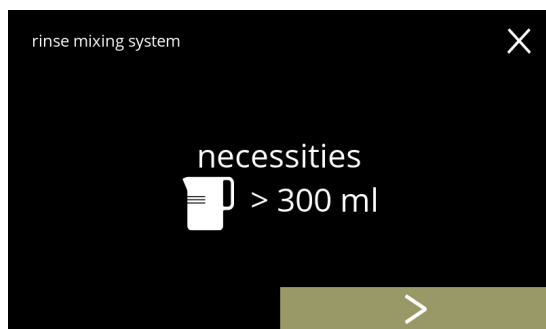 rinse mixing system
necessities
> 300 ml